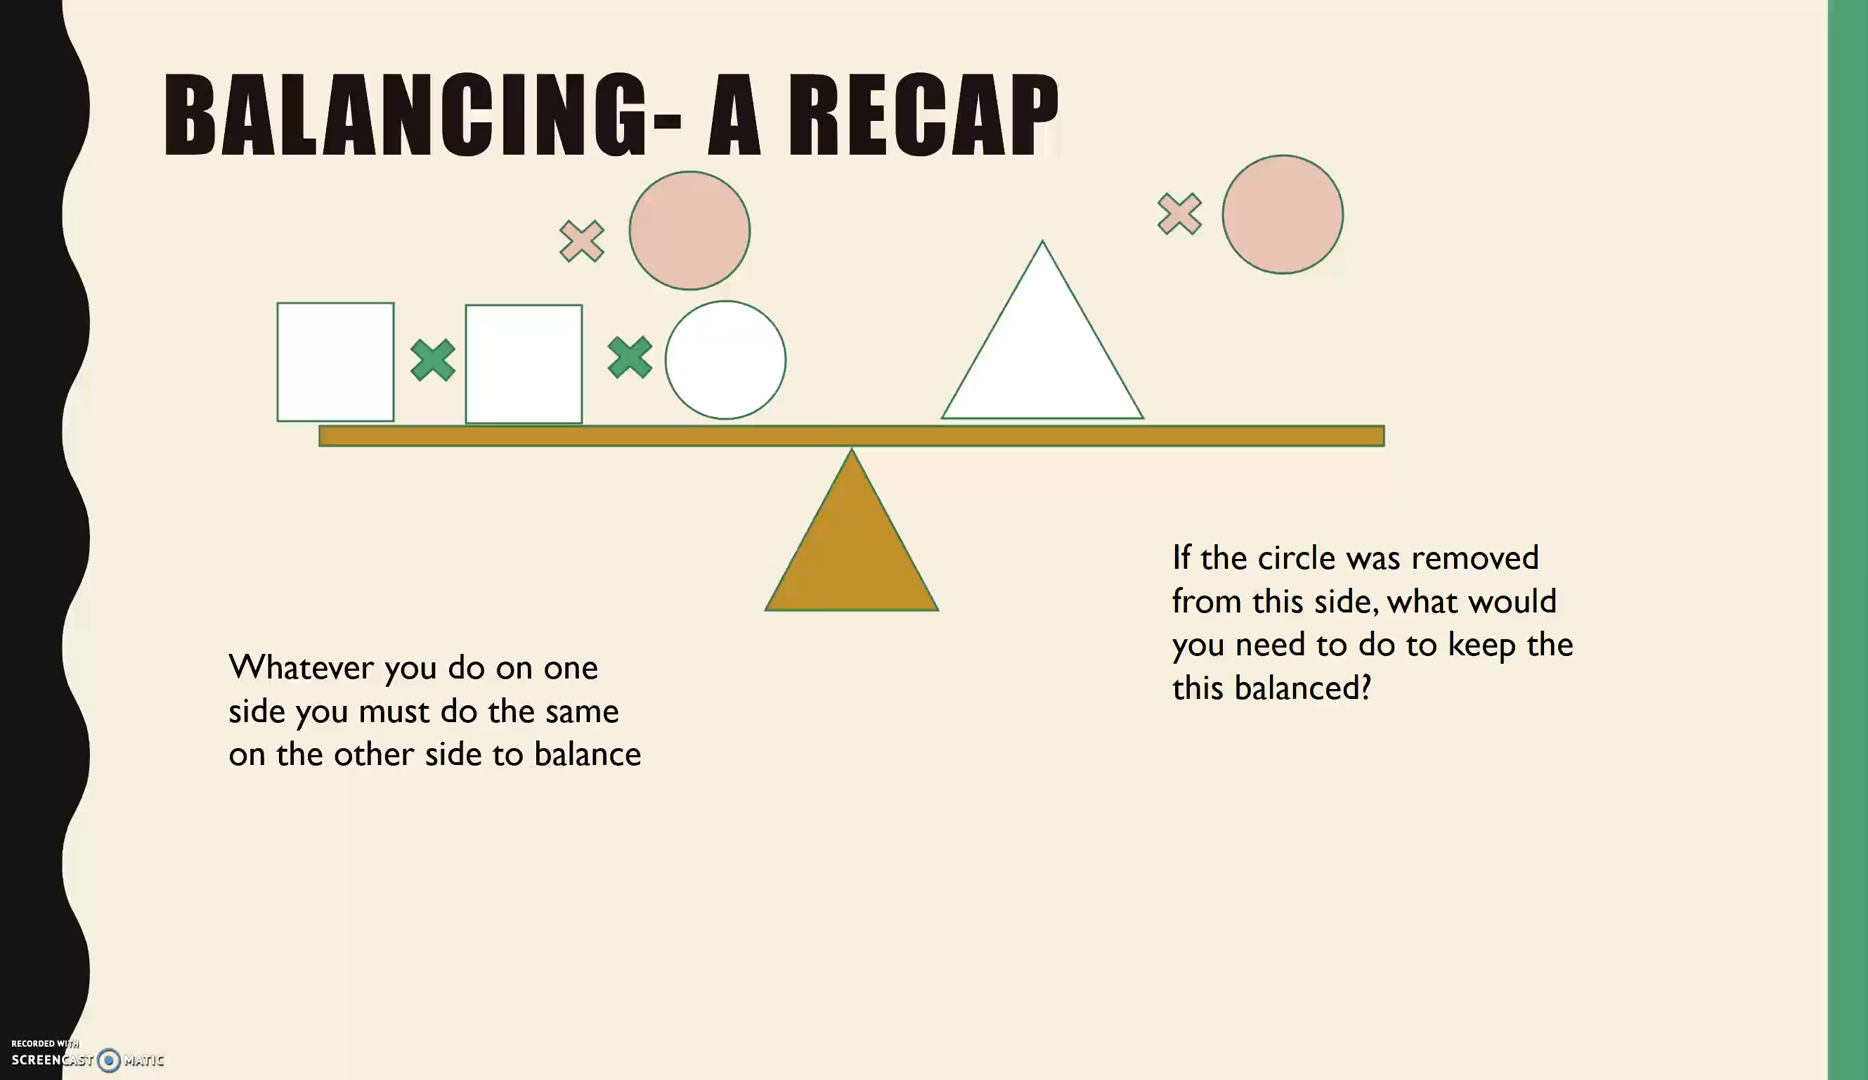 BALANCING- A RECAP
If the circle was removed
from this side, what would
you need to do to keep the
this balanced?
Whatever you do on one
side you must do the same
on the other side to balance
RECORDED WITH
SCREENCAST MATIC